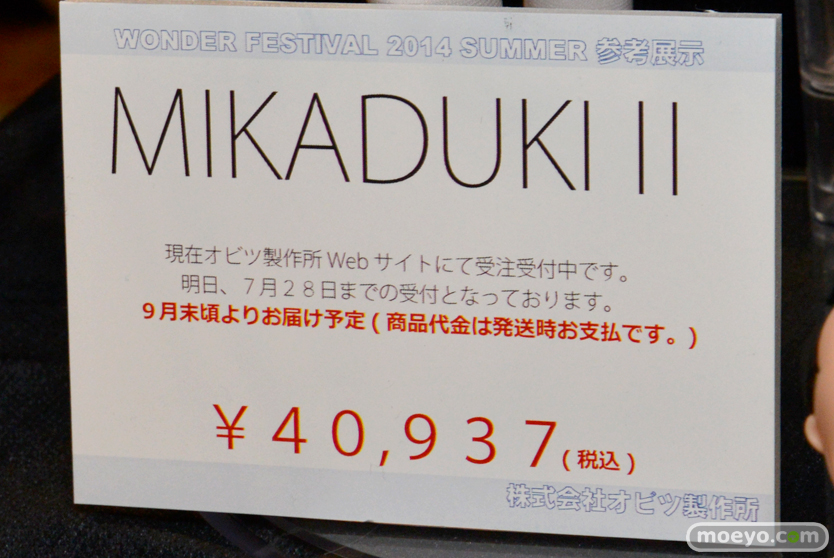 WONDER FESTIVAL 2014 SUMMER 参考展示
MIKADUKI II
現在オビツ製作所 Web サイトにて受注受付中です。
明日、７月２８日までの受付となっております。
９月末頃よりお届け予定 ( 商品代金は発送時お支払です。)
￥４０,９３７(税込)
株式会社オビツ製作所
moeyo.com